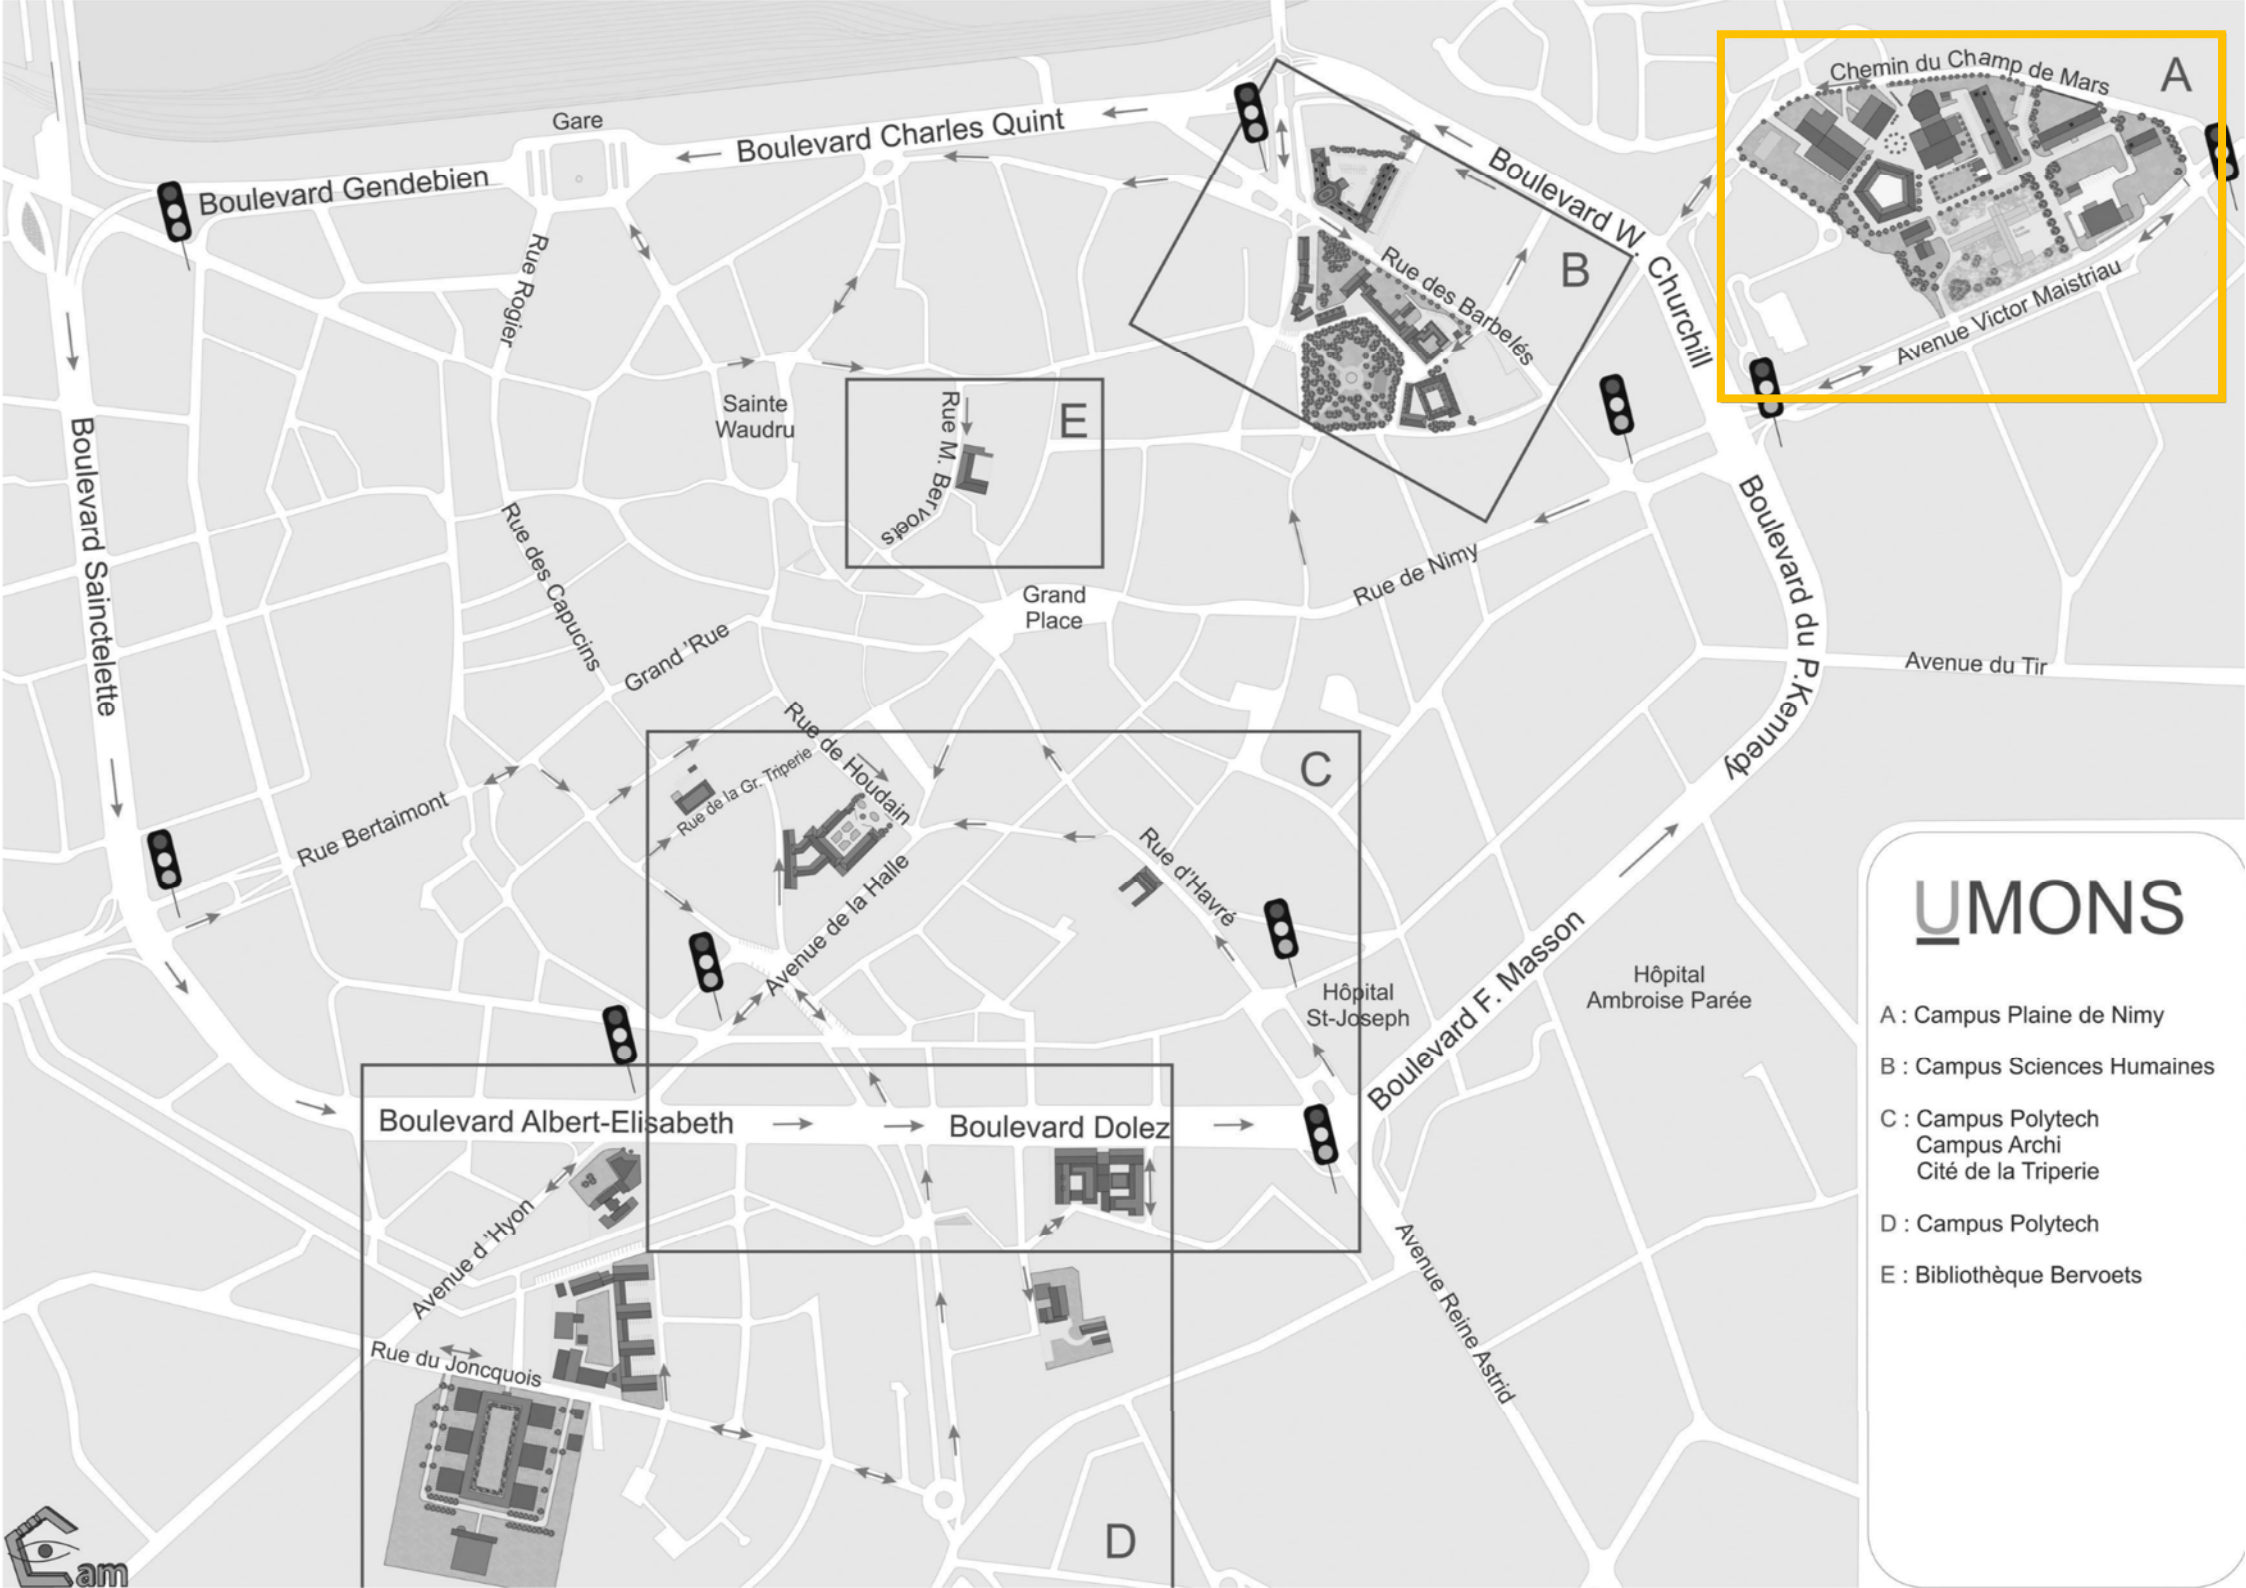 Chemin du Champ de Mars
A
Gare
Boulevard Charles Quint
Boulevard Gendebien
Boulevard W. Churchill
Rue Rogier
B
Rue des Barbelés
Avenue Victor Maistriau
Sainte
Waudru
Rue M. Bervoets
E
Boulevard Sainctelette
Rue des Capucins
Boulevard du P.Kennedy
Rue de Nimy
Grand
Place
Grand 'Rue
Avenue du Tir
Rue de Houdain
C
Rue de la Gr. Triperie
Rue Bertaimont
Rue d'Havré
Avenue de la Halle
Hôpital
St-Joseph
Boulevard F. Masson
Hôpital
Ambroise Parée
Boulevard Albert-Elisabeth
Boulevard Dolez
Avenue d 'Hyon
Avenue Reine Astrid
Rue du Joncquois
D
Cam
UMONS
A : Campus Plaine de Nimy
B : Campus Sciences Humaines
C : Campus Polytech
Campus Archi
Cité de la Triperie
D : Campus Polytech
E : Bibliothèque Bervoets